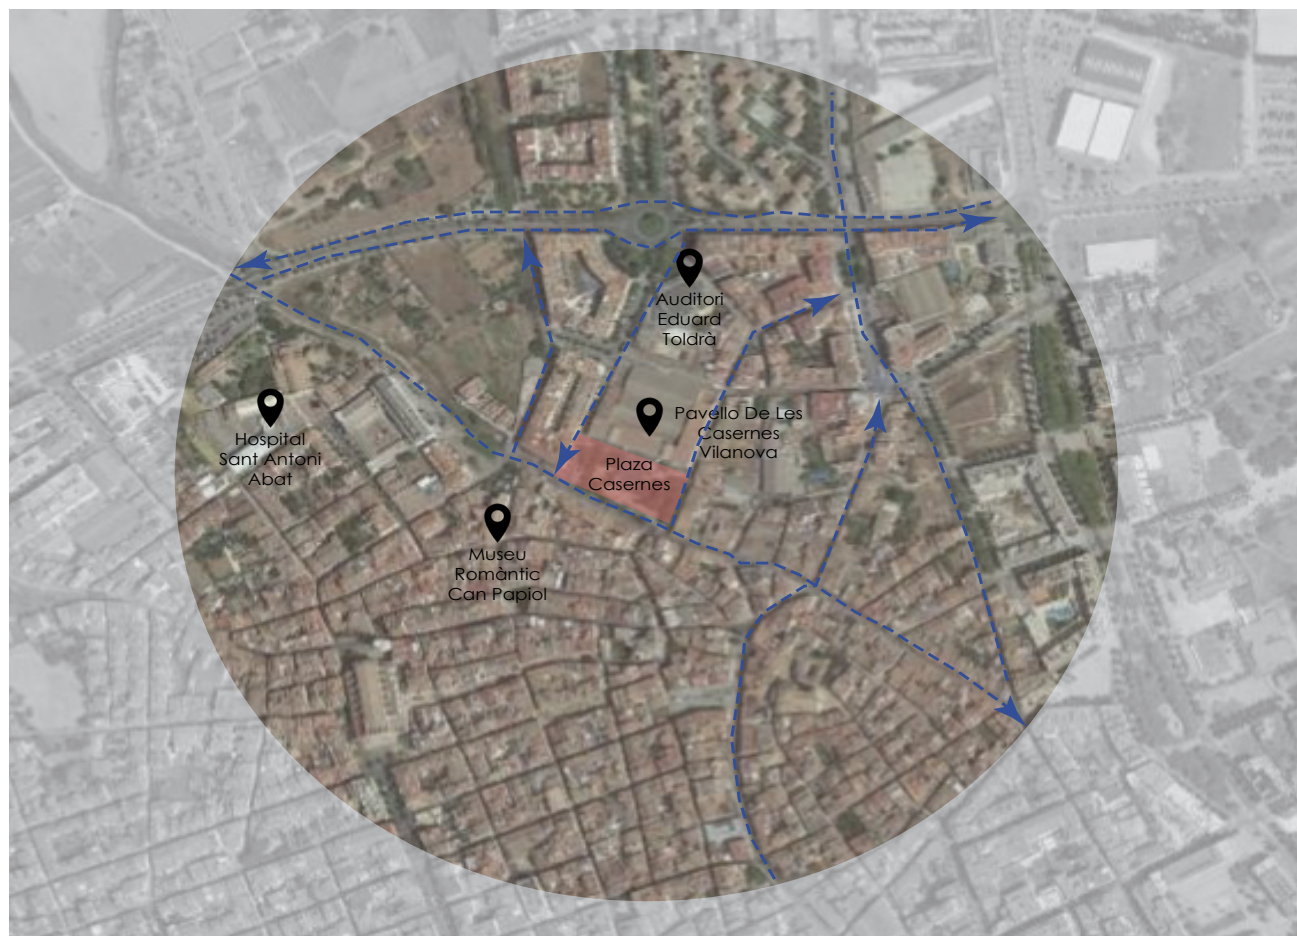 Auditori
Eduard
Toldrà
Pavello De Les
Casernes
Vilanova
Hospital
Sant Antoni
Abat
Plaza
Casernes
Museu
Romàntic
Can Papiol